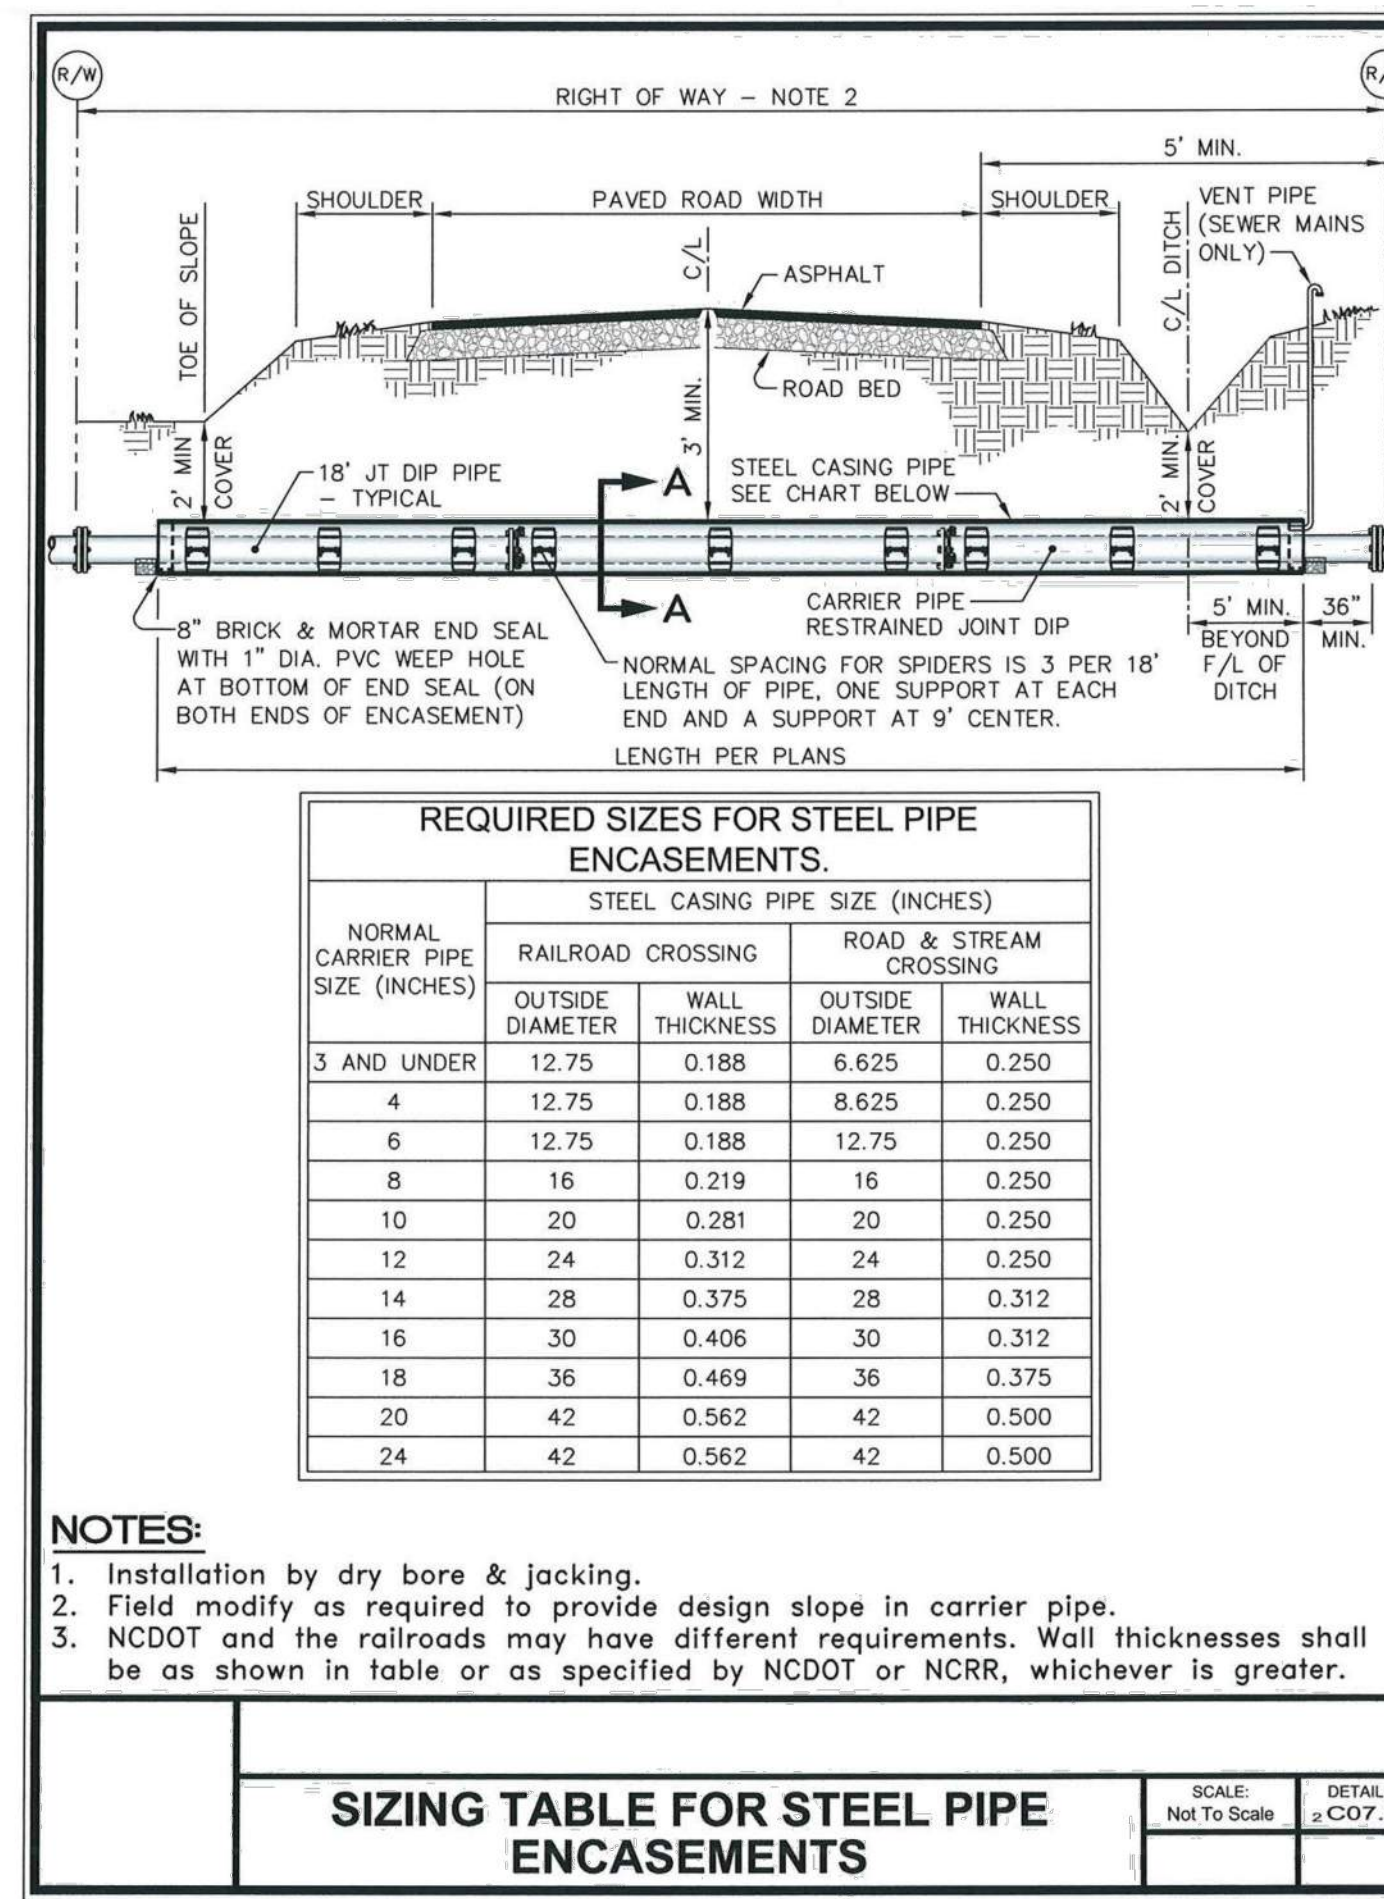 R/W
RIGHT OF WAY – NOTE 2
5' MIN.
SHOULDER
PAVED ROAD WIDTH
SHOULDER
VENT PIPE
(SEWER MAINS
ONLY)
TOE OF SLOPE
C/L
C/L DITCH
ASPHALT
ROAD BED
2' MIN
COVER
18' JT DIP PIPE
– TYPICAL
3' MIN.
A
STEEL CASING PIPE
SEE CHART BELOW
2' MIN.
COVER
A
CARRIER PIPE
RESTRAINED JOINT DIP
5' MIN.
BEYOND
F/L OF
DITCH
36"
MIN.
8" BRICK & MORTAR END SEAL
WITH 1" DIA. PVC WEEP HOLE
AT BOTTOM OF END SEAL (ON
BOTH ENDS OF ENCASEMENT)
NORMAL SPACING FOR SPIDERS IS 3 PER 18'
LENGTH OF PIPE, ONE SUPPORT AT EACH
END AND A SUPPORT AT 9' CENTER.
LENGTH PER PLANS
REQUIRED SIZES FOR STEEL PIPE
ENCASEMENTS.
NORMAL
CARRIER PIPE
SIZE (INCHES)
STEEL CASING PIPE SIZE (INCHES)
RAILROAD CROSSING
ROAD & STREAM
CROSSING
OUTSIDE
DIAMETER
WALL
THICKNESS
OUTSIDE
DIAMETER
WALL
THICKNESS
3 AND UNDER 12.75 0.188 6.625 0.250
4 12.75 0.188 8.625 0.250
6 12.75 0.188 12.75 0.250
8 16 0.219 16 0.250
10 20 0.281 20 0.250
12 24 0.312 24 0.250
14 28 0.375 28 0.312
16 30 0.406 30 0.312
18 36 0.469 36 0.375
20 42 0.562 42 0.500
24 42 0.562 42 0.500
NOTES:
1. Installation by dry bore & jacking.
2. Field modify as required to provide design slope in carrier pipe.
3. NCDOT and the railroads may have different requirements. Wall thicknesses shall
be as shown in table or as specified by NCDOT or NCRR, whichever is greater.
SIZING TABLE FOR STEEL PIPE
ENCASEMENTS
SCALE:
Not To Scale
DETAIL
2 C07.